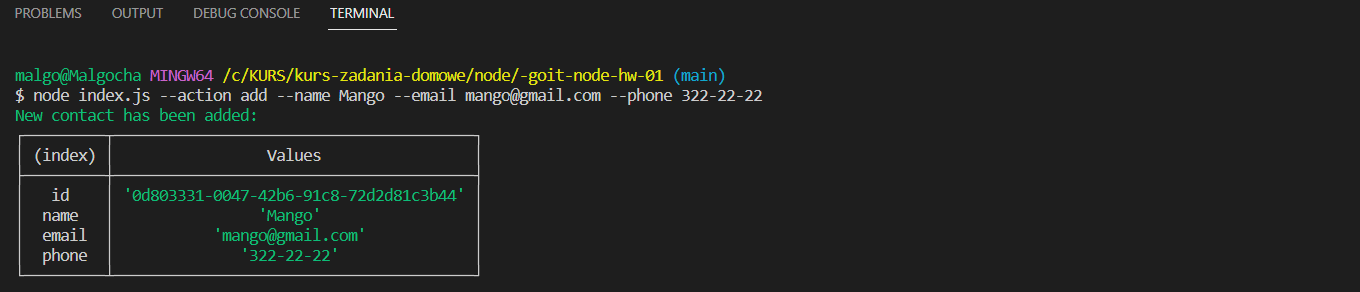 PROBLEMS OUTPUT DEBUG CONSOLE TERMINAL
malgo@Malgocha MINGW64 /c/KURS/kurs-zadania-domowe/node/-goit-node-hw-01 (main)
$ node index.js --action add --name Mango --email mango@gmail.com --phone 322-22-22
New contact has been added:
(index) Values
id '0d803331-0047-42b6-91c8-72d2d81c3b44'
name 'Mango'
email 'mango@gmail.com'
phone '322-22-22'